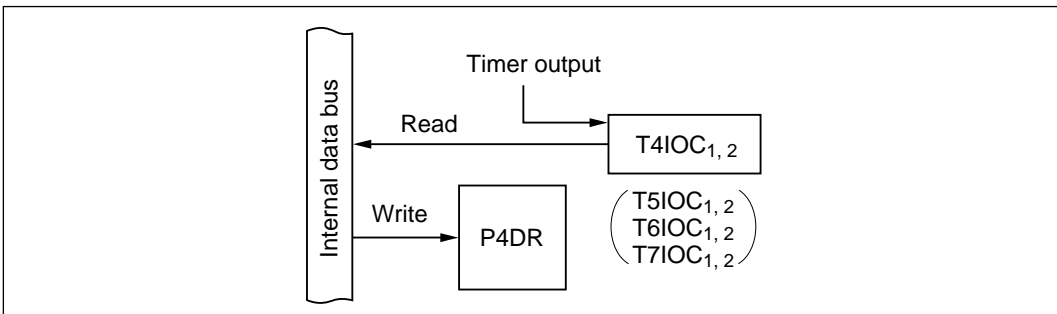 Internal data bus
Timer output
Read
T4IOC1, 2
Write
P4DR
T5IOC1, 2
T6IOC1, 2
T7IOC1, 2